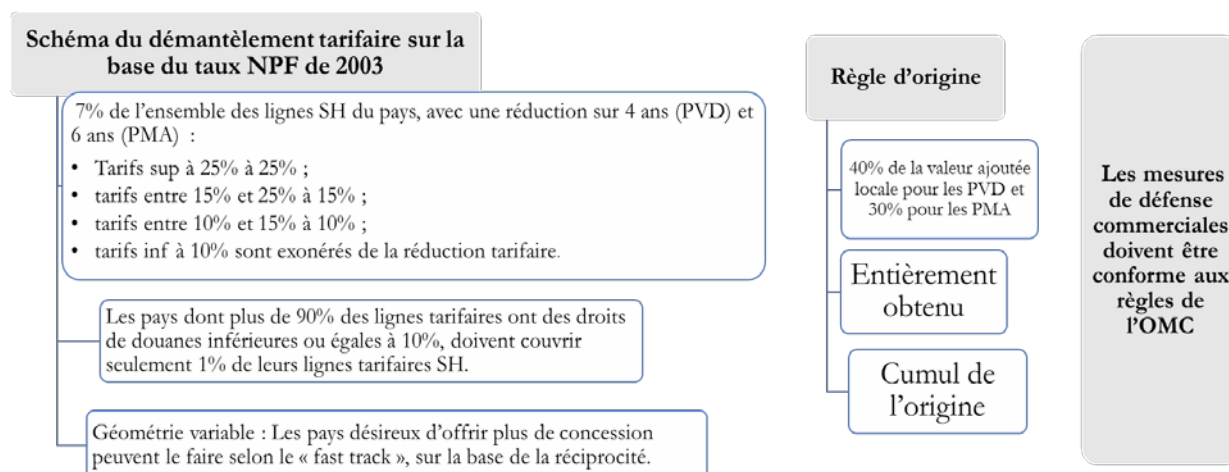 Schéma du démantèlement tarifaire sur la
base du taux NPF de 2003
7% de l'ensemble des lignes SH du pays, avec une réduction sur 4 ans (PVD) et
6 ans (PMA) :
• Tarifs sup à 25% à 25% ;
• tarifs entre 15% et 25% à 15% ;
• tarifs entre 10% et 15% à 10% ;
• tarifs inf à 10% sont exonérés de la réduction tarifaire.
Les pays dont plus de 90% des lignes tarifaires ont des droits
de douanes inférieures ou égales à 10%, doivent couvrir
seulement 1% de leurs lignes tarifaires SH.
Géométrie variable : Les pays désireux d'offrir plus de concession
peuvent le faire selon le « fast track », sur la base de la réciprocité.
Règle d'origine
40% de la valeur ajoutée
locale pour les PVD et
30% pour les PMA
Entièrement
obtenu
Cumul de
l'origine
Les mesures
de défense
commerciales
doivent être
conforme aux
règles de
l'OMC